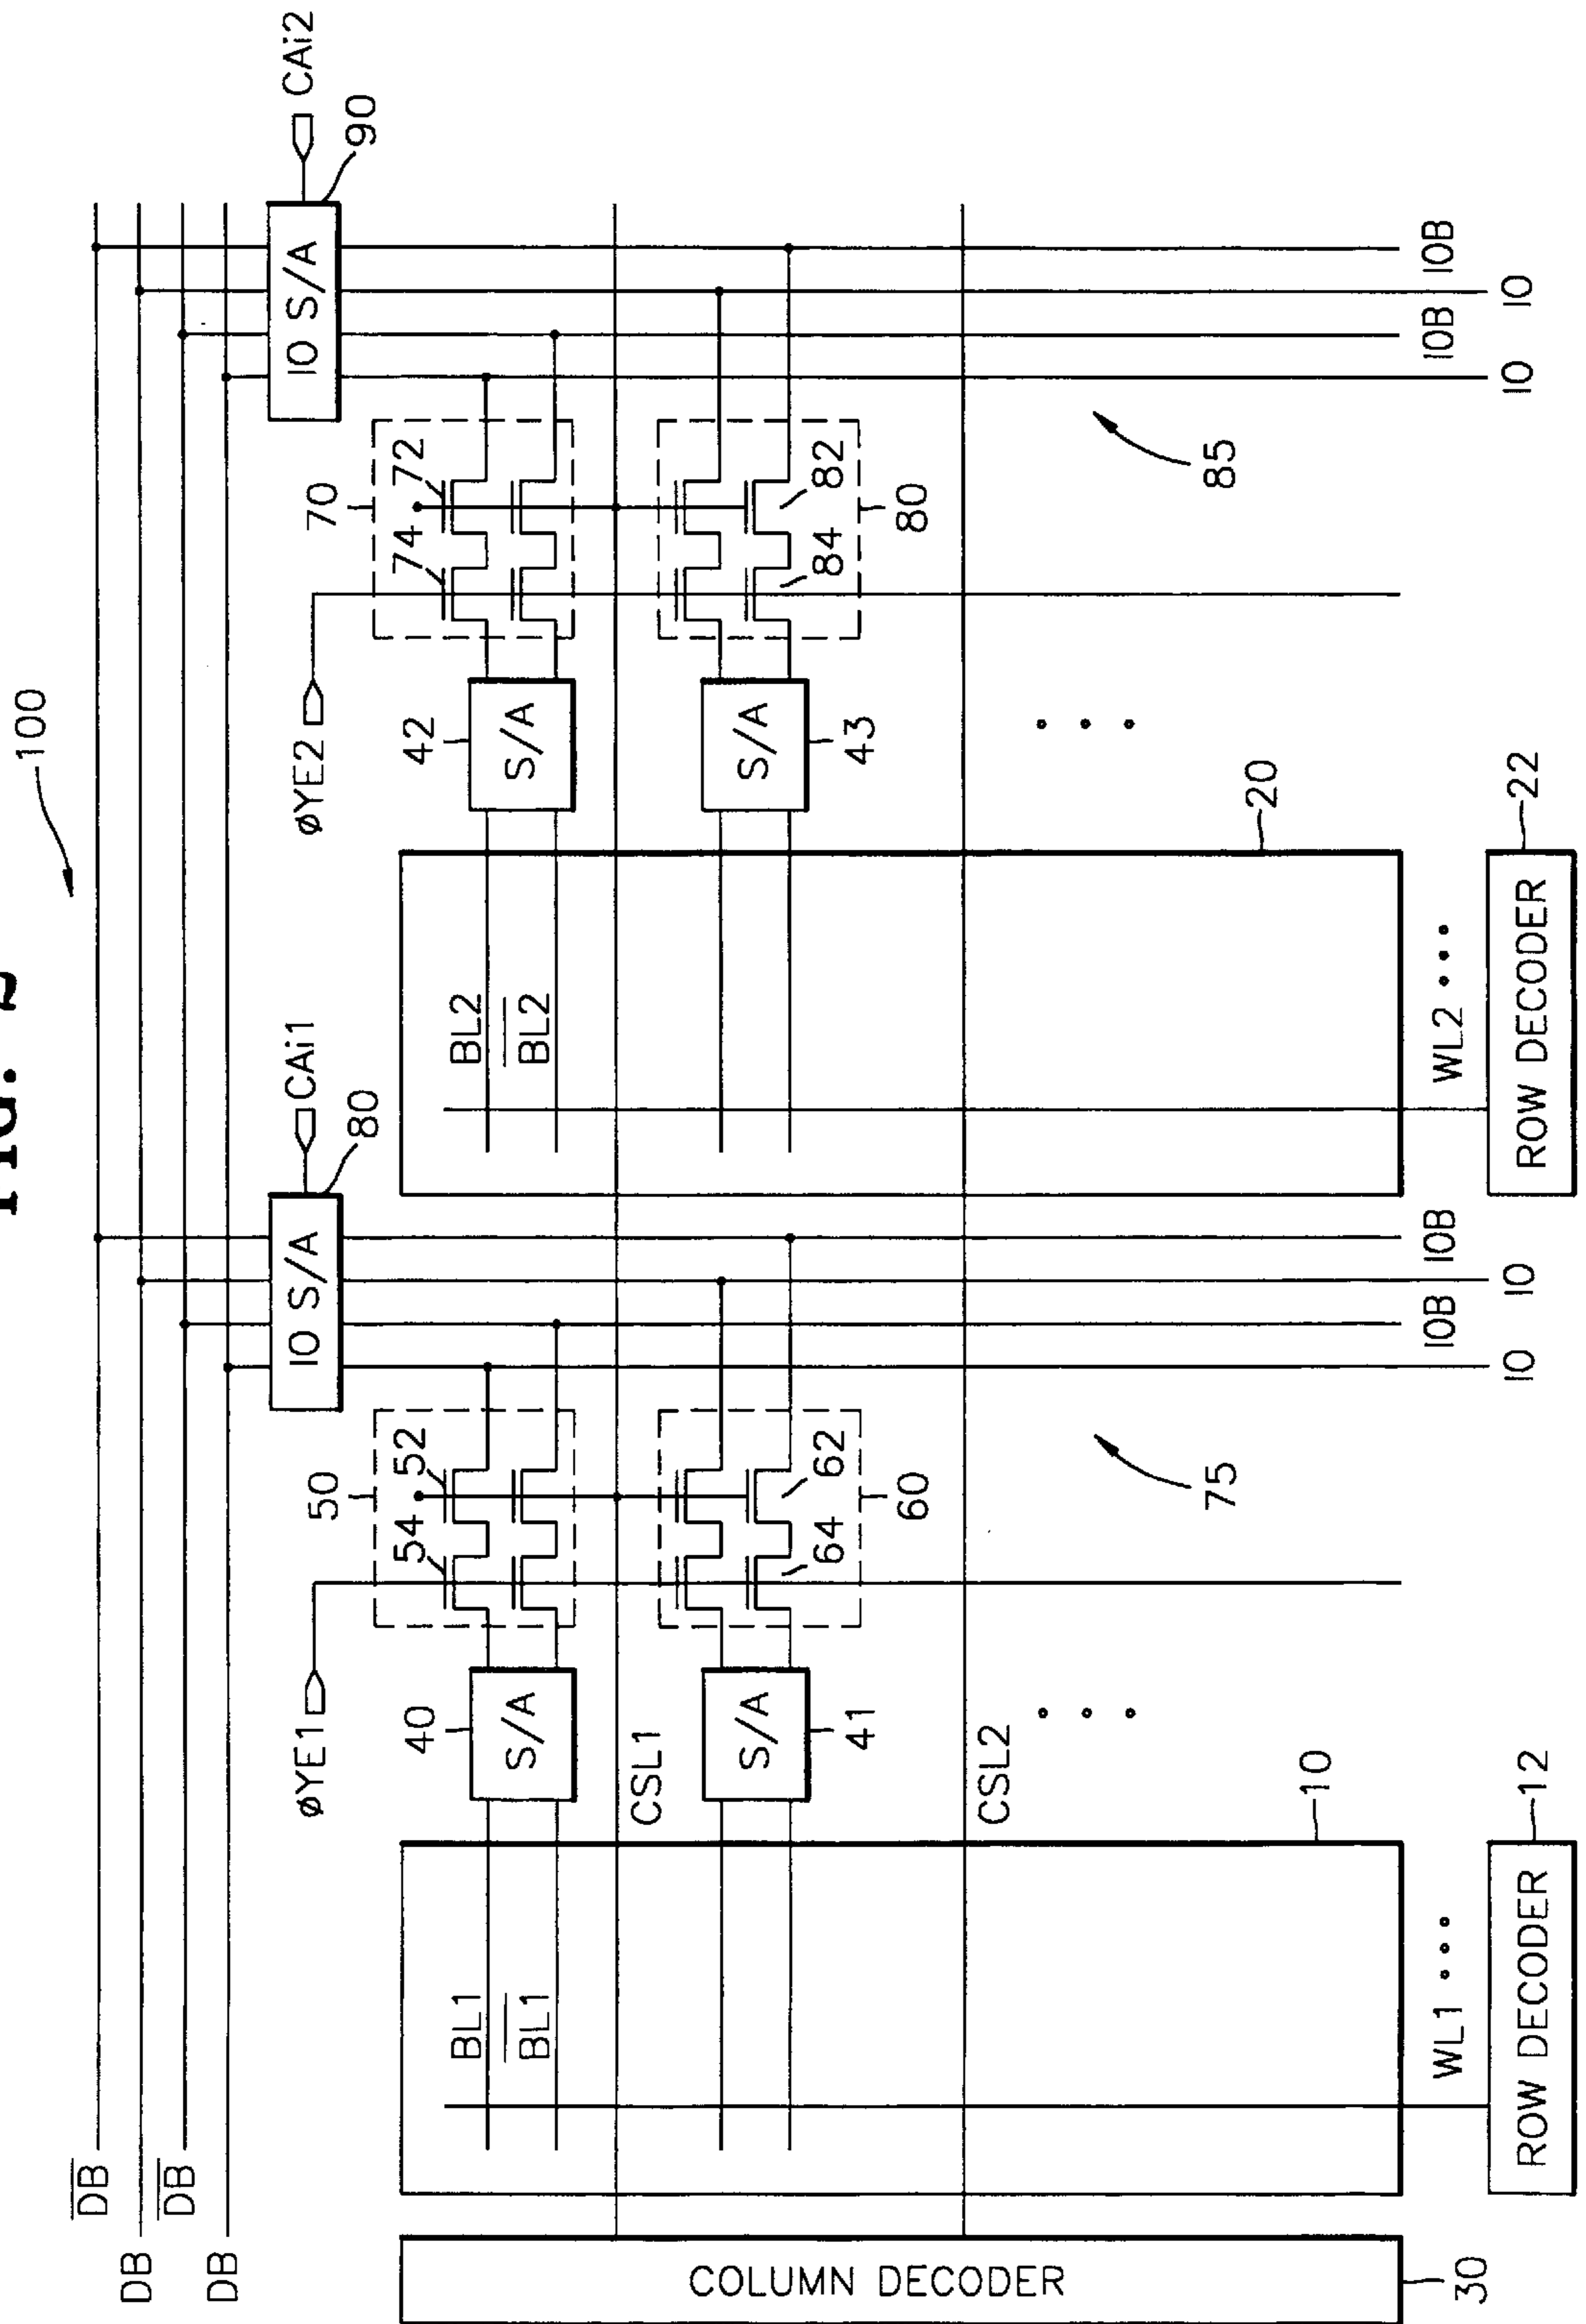 FIG. 2
100
DB
DB
DB
DB
CAi1
CAi2
IO S/A
IO S/A
80
90
øYE1
øYE2
50
54
52
70
74
72
40
S/A
42
S/A
BL1
BL1
BL2
BL2
CSL1
S/A
41
64
62
60
S/A
43
84
82
80
COLUMN DECODER
30
CSL2
75
85
10
20
WL1 •••
IOB
IOB
IO
IO
WL2 •••
IOB
IOB
IO
IO
ROW DECODER
12
ROW DECODER
22